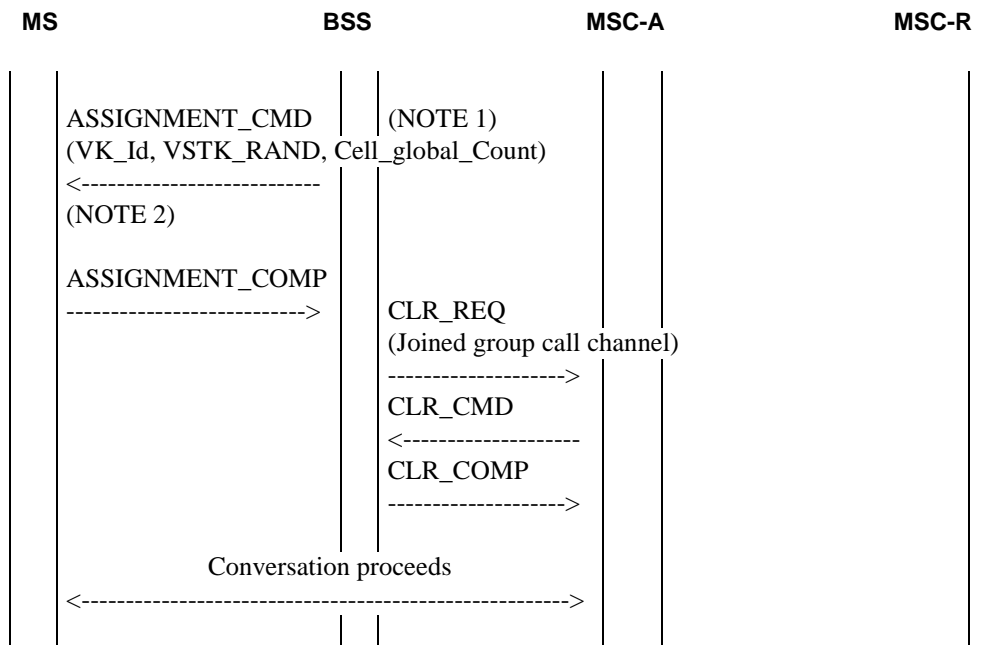 MS BSS MSC-A MSC-R
ASSIGNMENT_CMD (NOTE 1)
(VK_Id, VSTK_RAND, Cell_global_Count)
<---------------------------
(NOTE 2)
ASSIGNMENT_COMP
---------------------------> CLR_REQ
(Joined group call channel)
-------------------->
CLR_CMD
<--------------------
CLR_COMP
-------------------->
Conversation proceeds
<------------------------------------------------------->